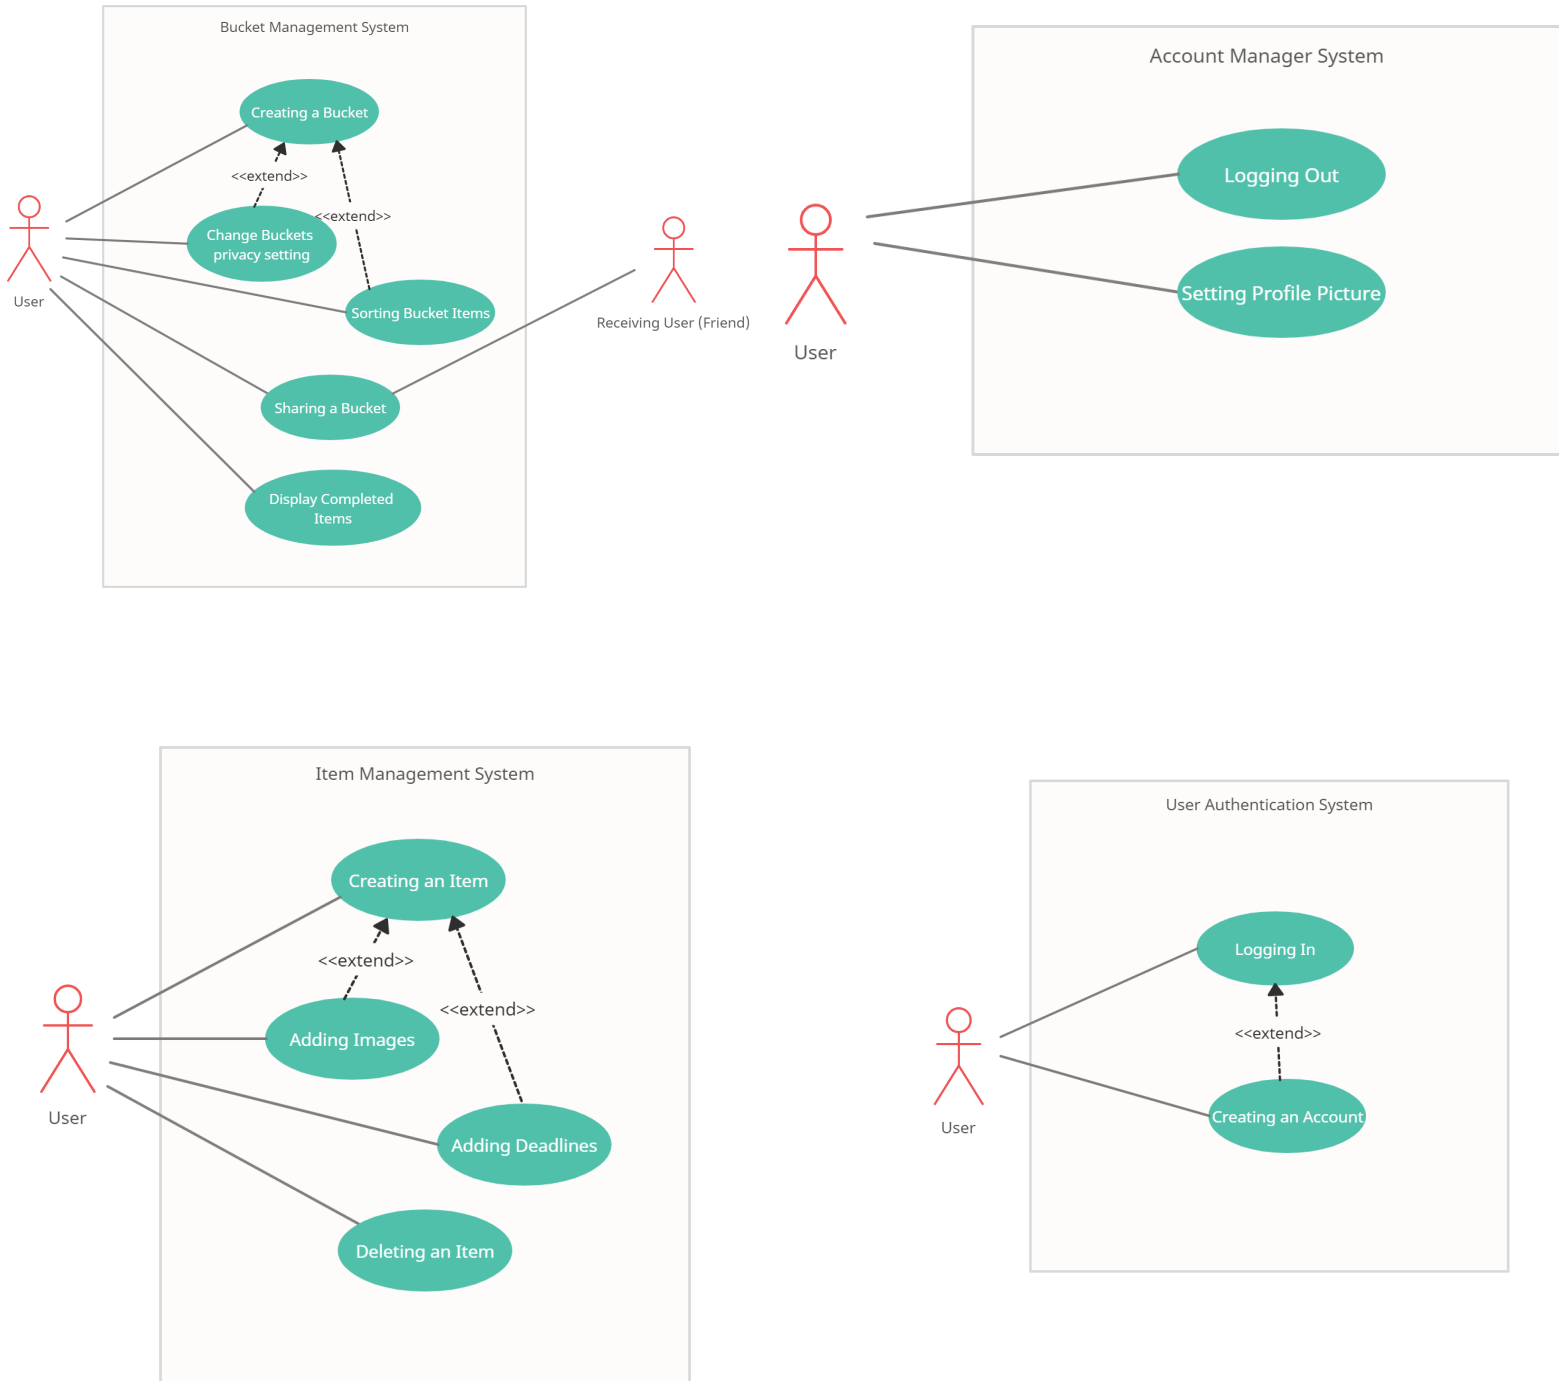 Bucket Management System
Creating a Bucket
<<extend>>
<<extend>>
Change Buckets
privacy setting
Sorting Bucket Items
Sharing a Bucket
Display Completed
Items
User
Receiving User (Friend)
Account Manager System
Logging Out
Setting Profile Picture
User
Item Management System
Creating an Item
<<extend>>
<<extend>>
Adding Images
Adding Deadlines
Deleting an Item
User
User Authentication System
Logging In
<<extend>>
Creating an Account
User